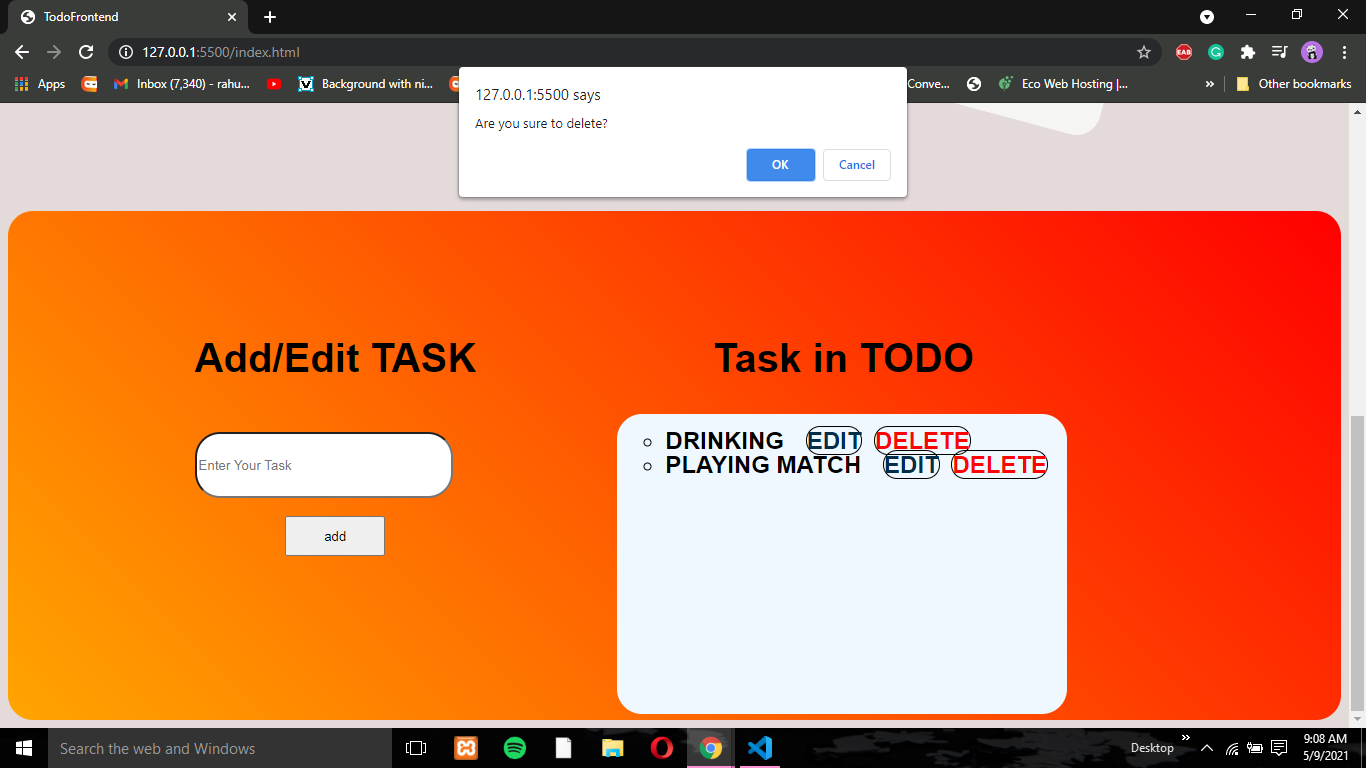 TodoFrontend
127.0.0.1:5500/index.html
Apps
Inbox (7,340) - rahu...
Background with ni...
Conve...
Eco Web Hosting |...
»
Other bookmarks
127.0.0.1:5500 says
Are you sure to delete?
OK
Cancel
Add/Edit TASK
Task in TODO
Enter Your Task
add
DRINKING EDIT DELETE
PLAYING MATCH EDIT DELETE
Search the web and Windows
Desktop
»
9:08 AM
5/9/2021